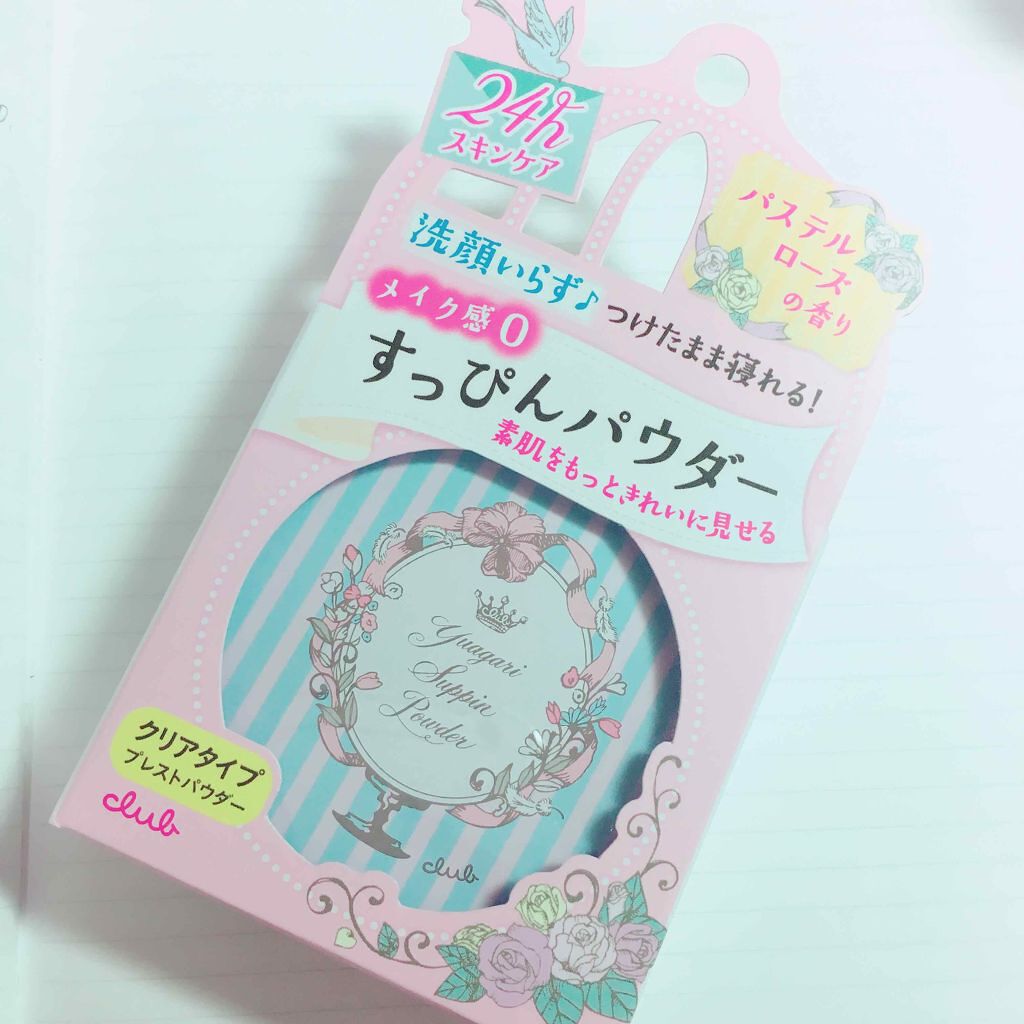 24h
スキンケア
パステル
ローズ
の香り
洗顔いらず♪つけたまま寝れる!
メイク感0
すっぴんパウダー
素肌をもっときれいに見せる
club
Yuagari
Suppin
Powder
club
クリアタイプ
プレストパウダー
club